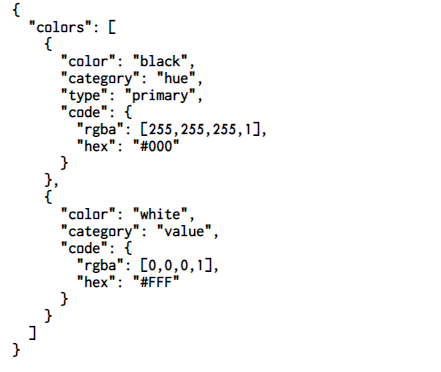 {
  "colors": [
    {
      "color": "black",
      "category": "hue",
      "type": "primary",
      "code": {
        "rgba": [255,255,255,1],
        "hex": "#000"
      }
    },
    {
      "color": "white",
      "category": "value",
      "code": {
        "rgba": [0,0,0,1],
        "hex": "#FFF"
      }
    }
  ]
}